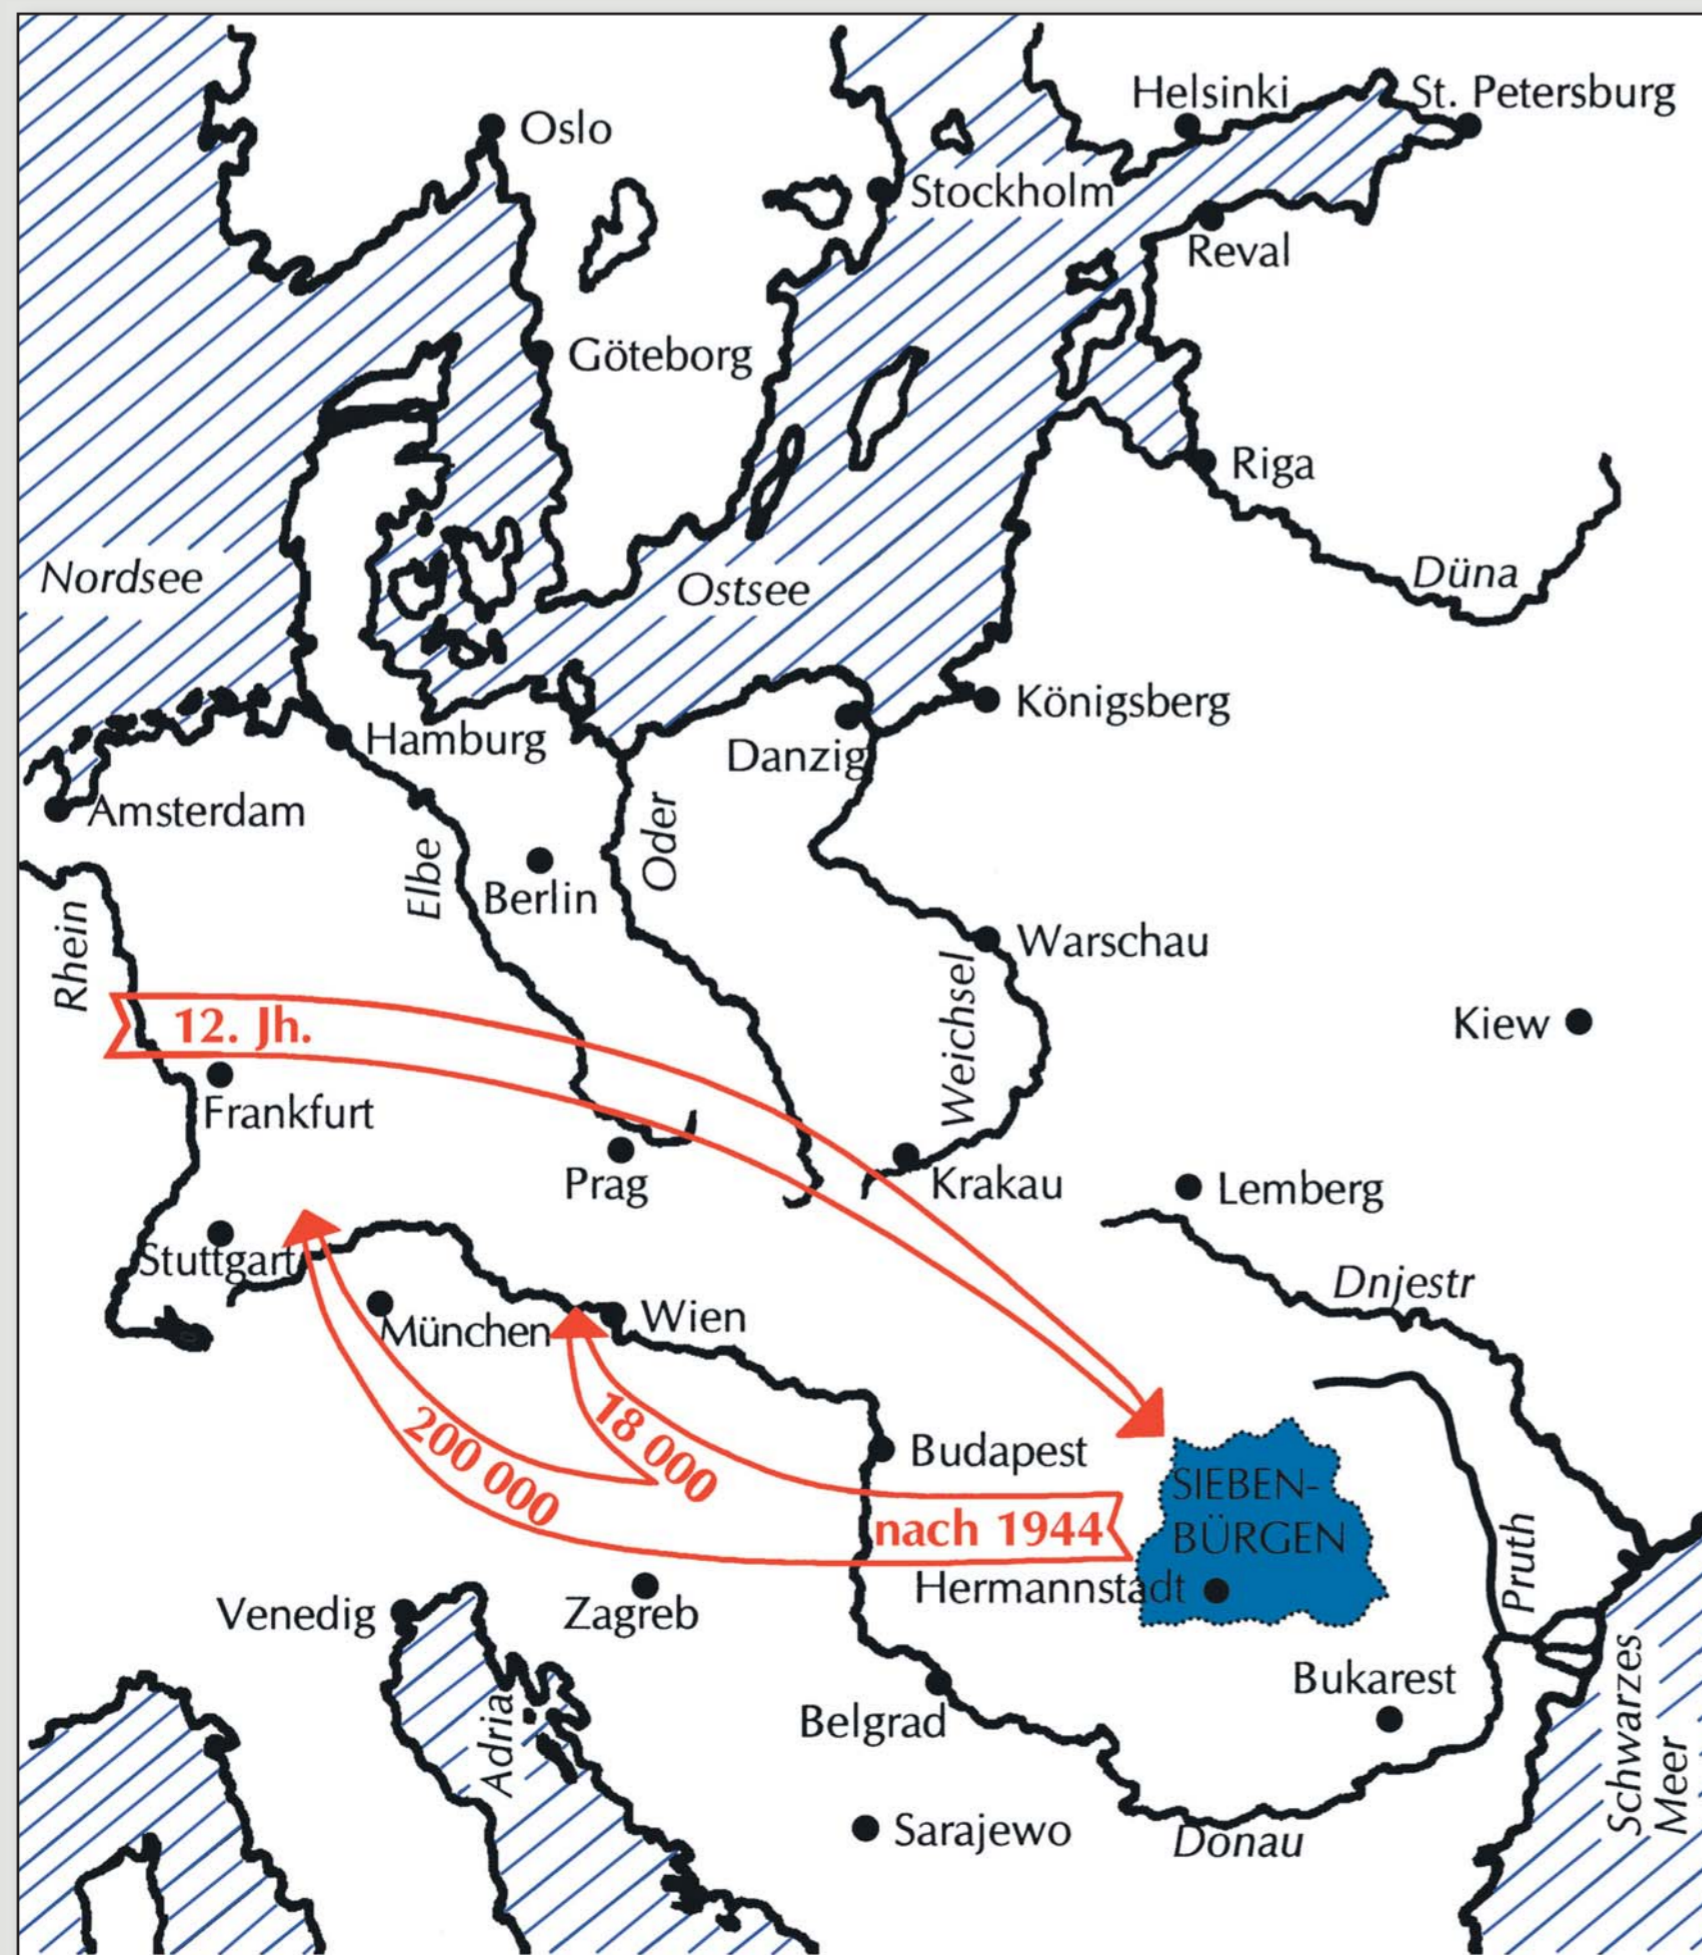 Helsinki
St. Petersburg
Oslo
Stockholm
Reval
Göteborg
Riga
Nordsee
Ostsee
Düna
Königsberg
Hamburg
Danzig
Amsterdam
Elbe
Oder
Berlin
Rhein
Warschau
Weichsel
12. Jh.
Kiew
Frankfurt
Prag
Krakau
Lemberg
Stuttgart
Dnjestr
München
Wien
200 000
18 000
Budapest
SIEBEN-
BÜRGEN
nach 1944
Hermannstadt
Pruth
Venedig
Zagreb
Bukarest
Belgrad
Adria
Schwarzes
Meer
Sarajewo
Donau